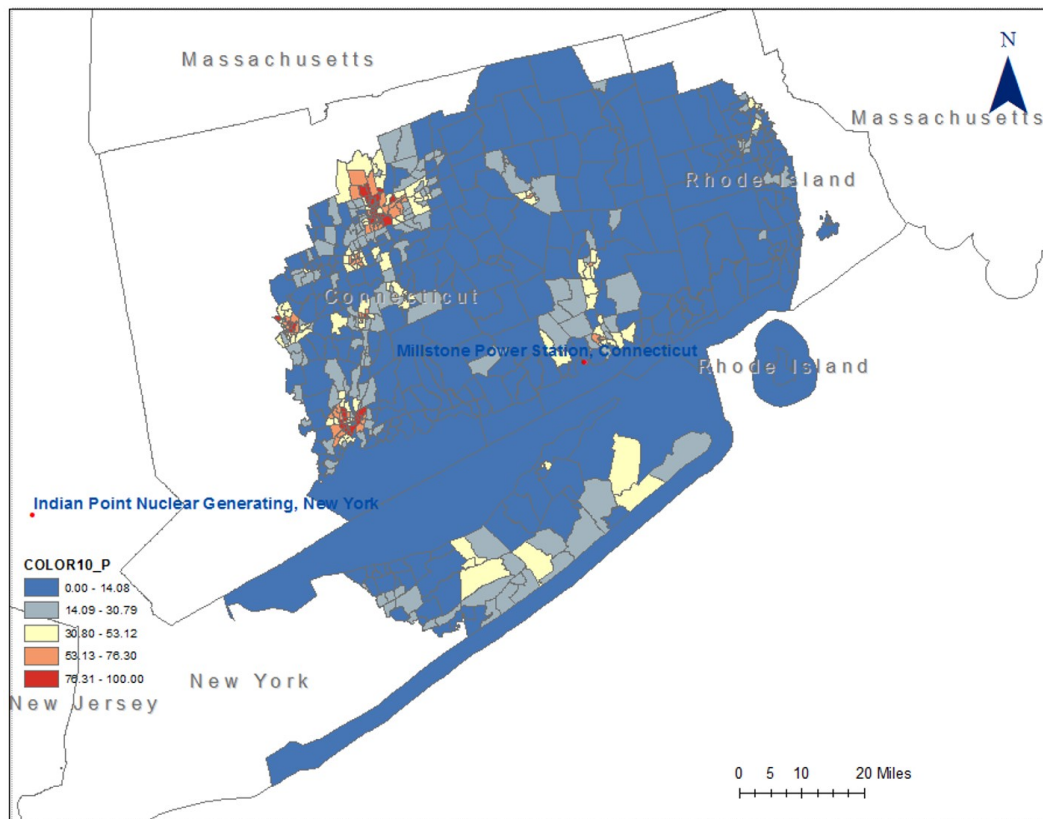 Massachusetts
N
Massachusetts
Rhode Island
Connecticut
Millstone Power Station, Connecticut
Rhode Island
Indian Point Nuclear Generating, New York
COLOR10_P
0.00 - 14.08
14.09 - 30.79
30.80 - 53.12
53.13 - 76.30
76.31 - 100.00
New York
New Jersey
0 5 10 20 Miles